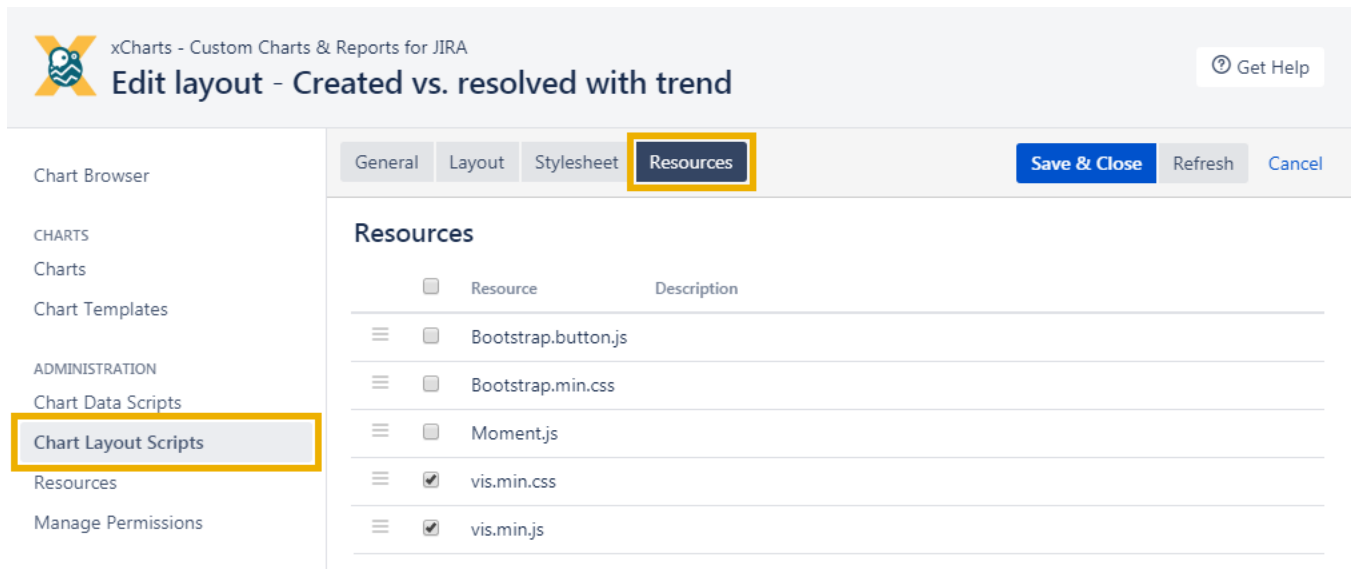 xCharts - Custom Charts & Reports for JIRA
Edit layout - Created vs. resolved with trend
Get Help
Chart Browser
CHARTS
Charts
Chart Templates
ADMINISTRATION
Chart Data Scripts
Chart Layout Scripts
Resources
Manage Permissions
General Layout Stylesheet Resources Save & Close Refresh Cancel
Resources
Resource Description
Bootstrap.button.js
Bootstrap.min.css
Moment.js
vis.min.css
vis.min.js